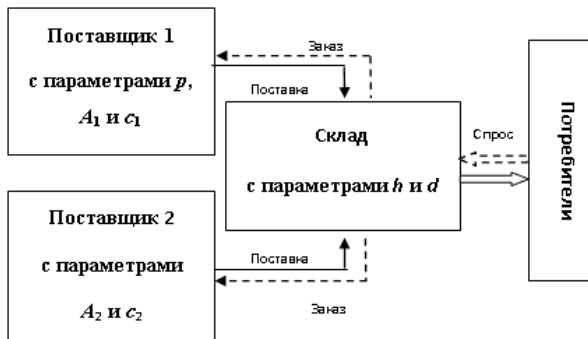 Поставщик 1
с параметрами p,
A₁ и c₁
Заказ
Поставка
Склад
с параметрами h и d
Спрос
Потребители
Поставщик 2
с параметрами
A₂ и c₂
Поставка
Заказ